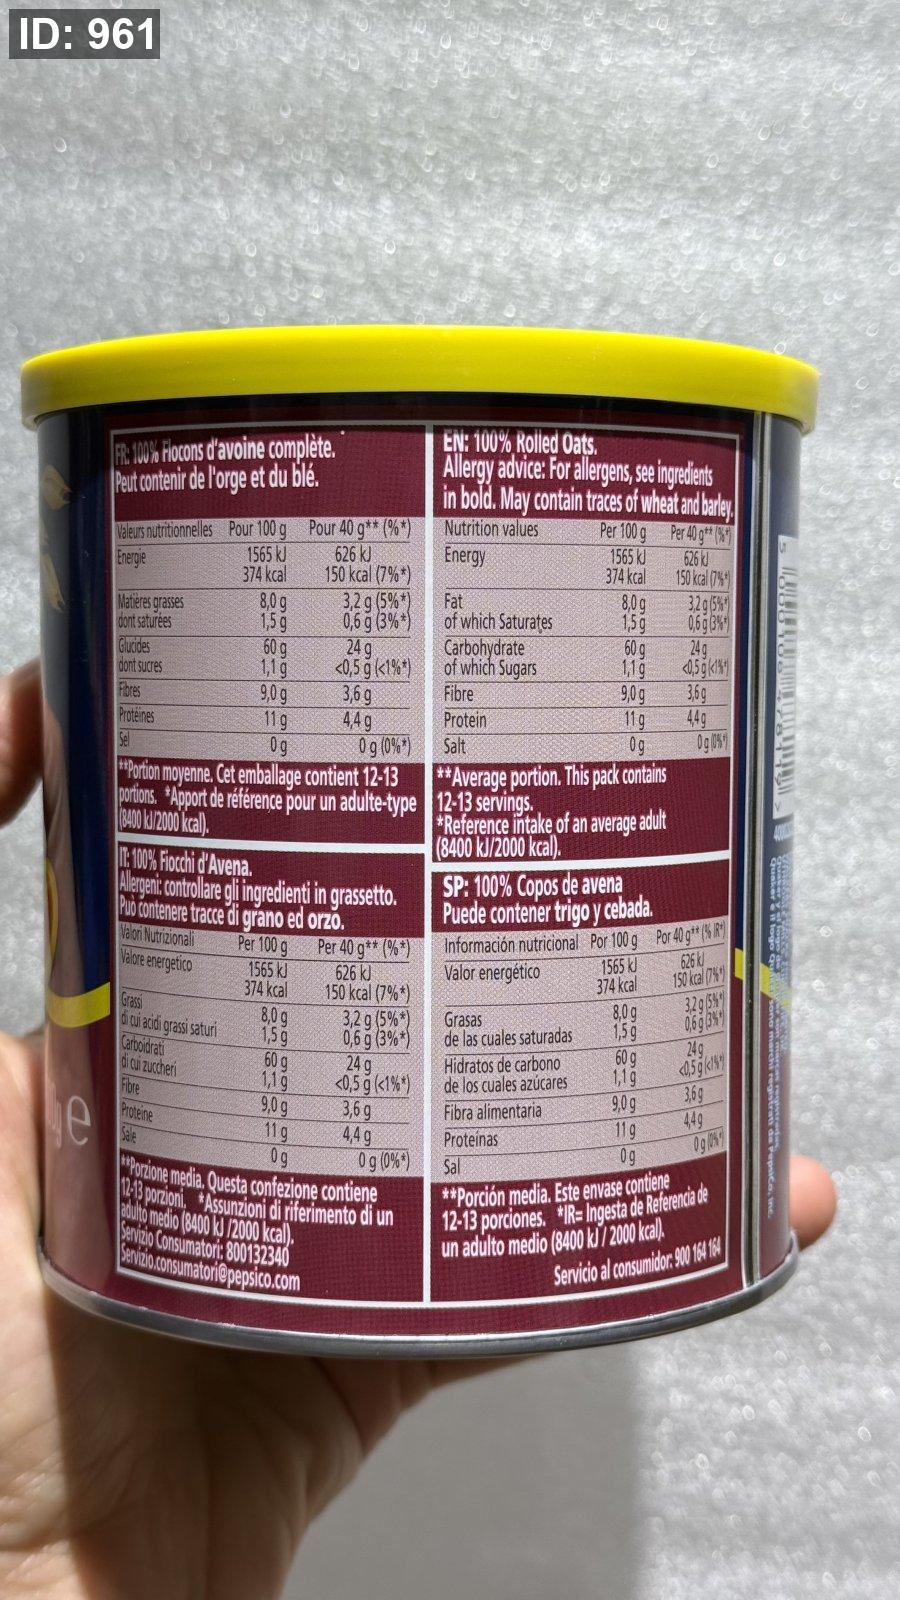 ID: 961
FR: 100% Flocons d'avoine complète.
Peut contenir de l'orge et du blé.
Valeurs nutritionnelles Pour 100 g Pour 40 g** (%*)
Energie 1565 kJ 626 kJ
374 kcal 150 kcal (7%*)
Matières grasses 8,0 g 3,2 g (5%*)
dont saturées 1,5 g 0,6 g (3%*)
Glucides 60 g 24 g
dont sucres 1,1 g <0,5 g (<1%*)
Fibres 9,0 g 3,6 g
Protéines 11 g 4,4 g
Sel 0 g 0 g (0%*)
**Portion moyenne. Cet emballage contient 12-13
portions. *Apport de référence pour un adulte-type
(8400 kJ/2000 kcal).
EN: 100% Rolled Oats.
Allergy advice: For allergens, see ingredients
in bold. May contain traces of wheat and barley.
Nutrition values Per 100 g Per 40 g** (%*)
Energy 1565 kJ 626 kJ
374 kcal 150 kcal (7%*)
Fat 8,0 g 3,2 g (5%*)
of which Saturates 1,5 g 0,6 g (3%*)
Carbohydrate 60 g 24 g
of which Sugars 1,1 g <0,5 g (<1%*)
Fibre 9,0 g 3,6 g
Protein 11 g 4,4 g
Salt 0 g 0 g (0%*)
**Average portion. This pack contains
12-13 servings.
*Reference intake of an average adult
(8400 kJ/2000 kcal).
IT: 100% Fiocchi d'Avena.
Allergeni: controllare gli ingredienti in grassetto.
Può contenere tracce di grano ed orzo.
Valori Nutrizionali Per 100 g Per 40 g** (%*)
Valore energetico 1565 kJ 626 kJ
374 kcal 150 kcal (7%*)
Grassi 8,0 g 3,2 g (5%*)
di cui acidi grassi saturi 1,5 g 0,6 g (3%*)
Carboidrati 60 g 24 g
di cui zuccheri 1,1 g <0,5 g (<1%*)
Fibre 9,0 g 3,6 g
Proteine 11 g 4,4 g
Sale 0 g 0 g (0%*)
**Porzione media. Questa confezione contiene
12-13 porzioni. *Assunzioni di riferimento di un
adulto medio (8400 kJ /2000 kcal).
Servizio Consumatori: 800132340
Servizio.consumatori@pepsico.com
SP: 100% Copos de avena
Puede contener trigo y cebada.
Información nutricional Por 100 g Por 40 g** (% IR*)
Valor energético 1565 kJ 626 kJ
374 kcal 150 kcal (7%*)
Grasas 8,0 g 3,2 g (5%*)
de las cuales saturadas 1,5 g 0,6 g (3%*)
Hidratos de carbono 60 g 24 g
de los cuales azúcares 1,1 g <0,5 g (<1%*)
Fibra alimentaria 9,0 g 3,6 g
Proteínas 11 g 4,4 g
Sal 0 g 0 g (0%*)
**Porción media. Este envase contiene
12-13 porciones. *IR= Ingesta de Referencia de
un adulto medio (8400 kJ / 2000 kcal).
Servicio al consumidor: 900 164 164
g e
Quaker e il logo Quaker sono marchi registrati da PepsiCo, Inc.